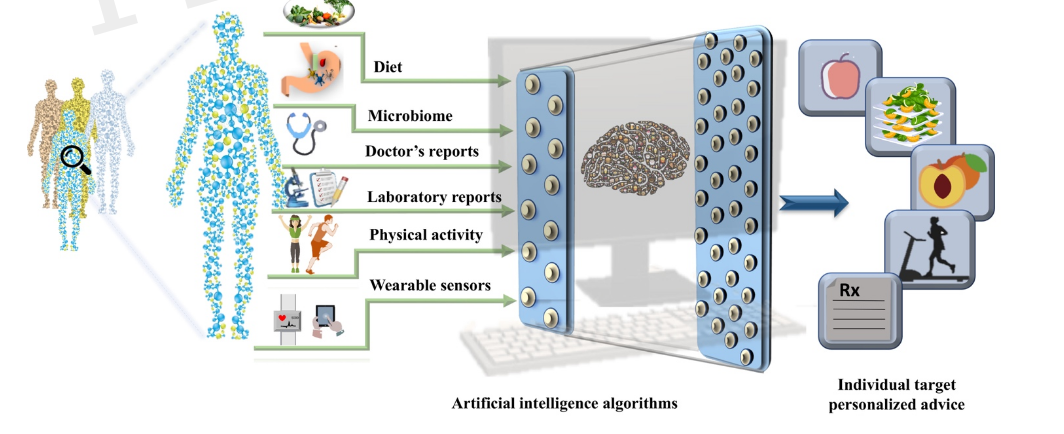 Diet
Microbiome
Doctor's reports
Laboratory reports
Physical activity
Wearable sensors
Rx
Artificial intelligence algorithms
Individual target
personalized advice